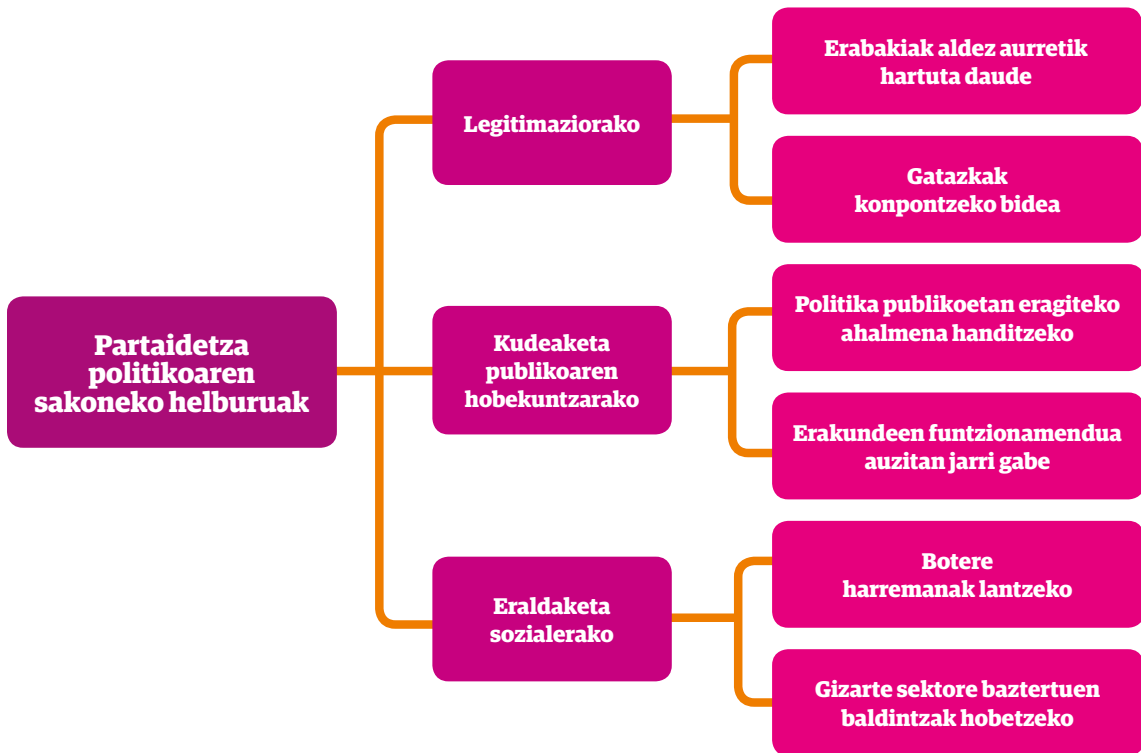 Partaidetza
politikoaren
sakoneko helburuak
Legitimaziorako
Erabakiak aldez aurretik
hartuta daude
Gatazkak
konpontzeko bidea
Kudeaketa
publikoaren
hobekuntzarako
Politika publikoetan eragiteko
ahalmena handitzeko
Erakundeen funtzionamendua
auzitan jarri gabe
Eraldaketa
sozialerako
Botere
harremanak lantzeko
Gizarte sektore baztertuen
baldintzak hobetzeko